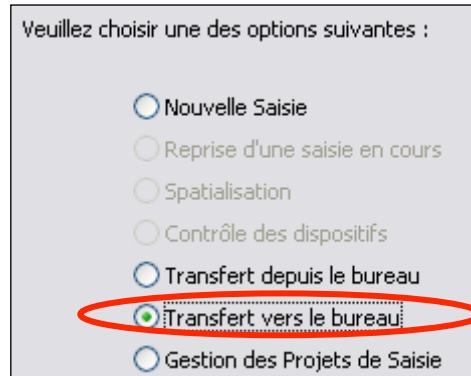 Veuillez choisir une des options suivantes :
Nouvelle Saisie
Reprise d'une saisie en cours
Spatialisation
Contrôle des dispositifs
Transfert depuis le bureau
Transfert vers le bureau
Gestion des Projets de Saisie